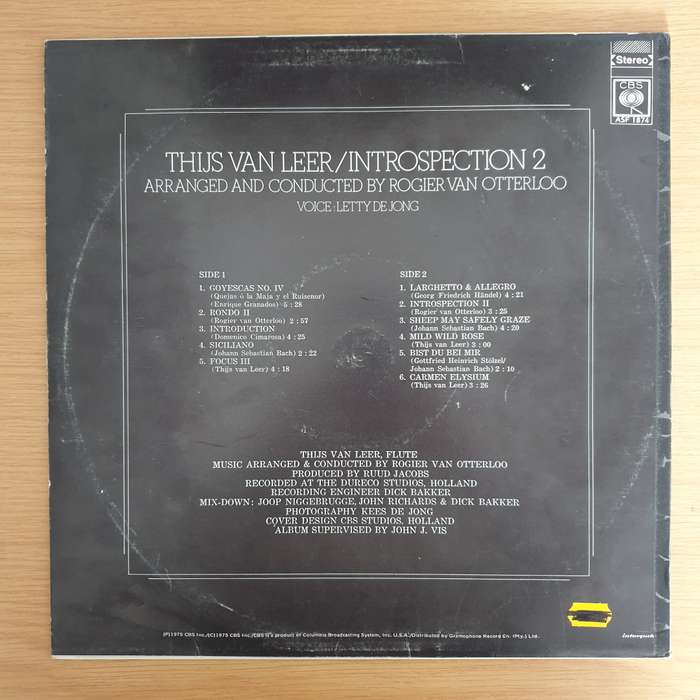 Stereo
CBS
ASF 1874
THIJS VAN LEER/INTROSPECTION 2
ARRANGED AND CONDUCTED BY ROGIER VAN OTTERLOO
VOICE : LETTY DE JONG
SIDE 1
1. GOYESCAS NO. IV
(Quejas ó la Maja y el Ruisenor)
(Enrique Granados) 5 : 28
2. RONDO II
(Rogier van Otterloo) 2 : 57
3. INTRODUCTION
(Domenico Cimarosa) 4 : 25
4. SICILIANO
(Johann Sebastian Bach) 2 : 22
5. FOCUS III
(Thijs van Leer) 4 : 18
SIDE 2
1. LARGHETTO & ALLEGRO
(Georg Friedrich Händel) 4 : 21
2. INTROSPECTION II
(Rogier van Otterloo) 3 : 25
3. SHEEP MAY SAFELY GRAZE
(Johann Sebastian Bach) 4 : 20
4. MILD WILD ROSE
(Thijs van Leer) 3 : 00
5. BIST DU BEI MIR
(Gottfried Heinrich Stölzel/
Johann Sebastian Bach) 2 : 10
6. CARMEN ELYSIUM
(Thijs van Leer) 3 : 26
THIJS VAN LEER, FLUTE
MUSIC ARRANGED & CONDUCTED BY ROGIER VAN OTTERLOO
PRODUCED BY RUUD JACOBS
RECORDED AT THE DURECO STUDIOS, HOLLAND
RECORDING ENGINEER DICK BAKKER
MIX-DOWN: JOOP NIGGEBRUGGE, JOHN RICHARDS & DICK BAKKER
PHOTOGRAPHY KEES DE JONG
COVER DESIGN CBS STUDIOS, HOLLAND
ALBUM SUPERVISED BY JOHN J. VIS
(P)1975 CBS Inc./(C)1975 CBS Inc./CBS is a product of Columbia Broadcasting System, Inc. U.S.A./Distributed by Gramophone Record Cn. (My.) Ltd.